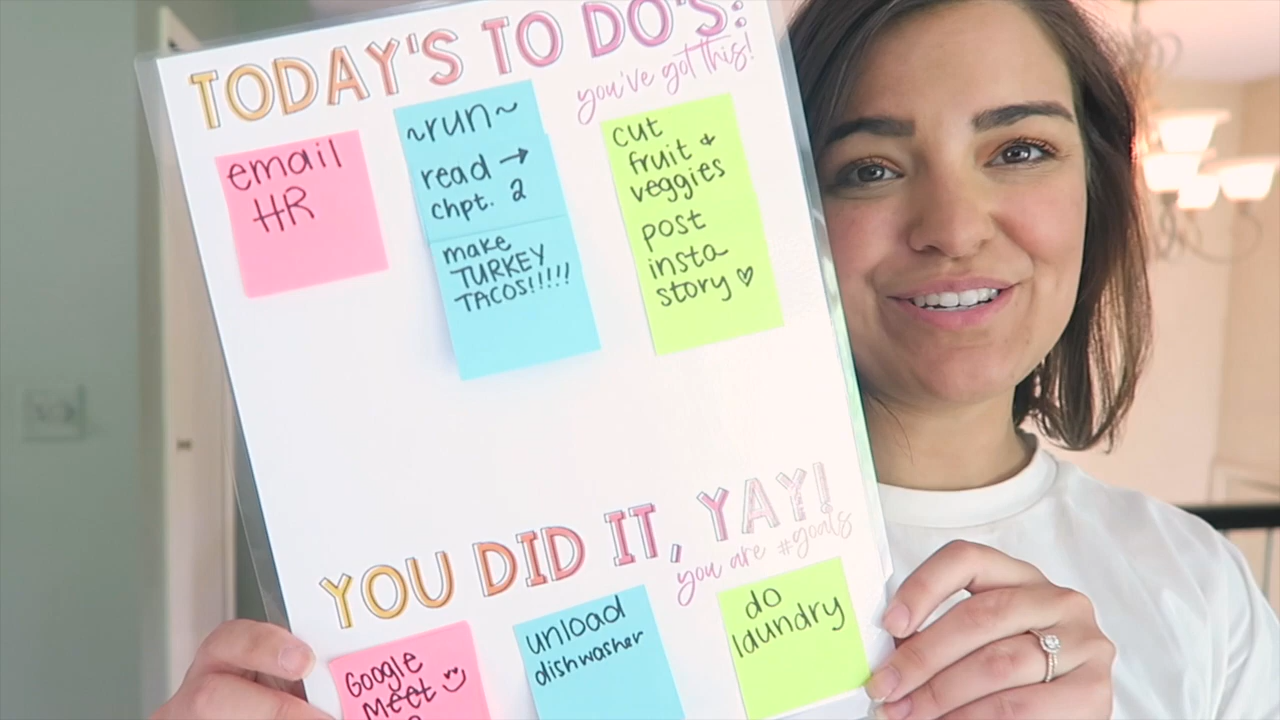 TODAY'S TO DO'S:
you've got this!
email
HR
~run~
read →
chpt. 2
make
TURKEY
TACOS!!!!!
cut
fruit +
veggies
post
insta
story ♡
YOU DID IT, YAY!
you are #goals
Google
Meet
unload
dishwasher
do
laundry